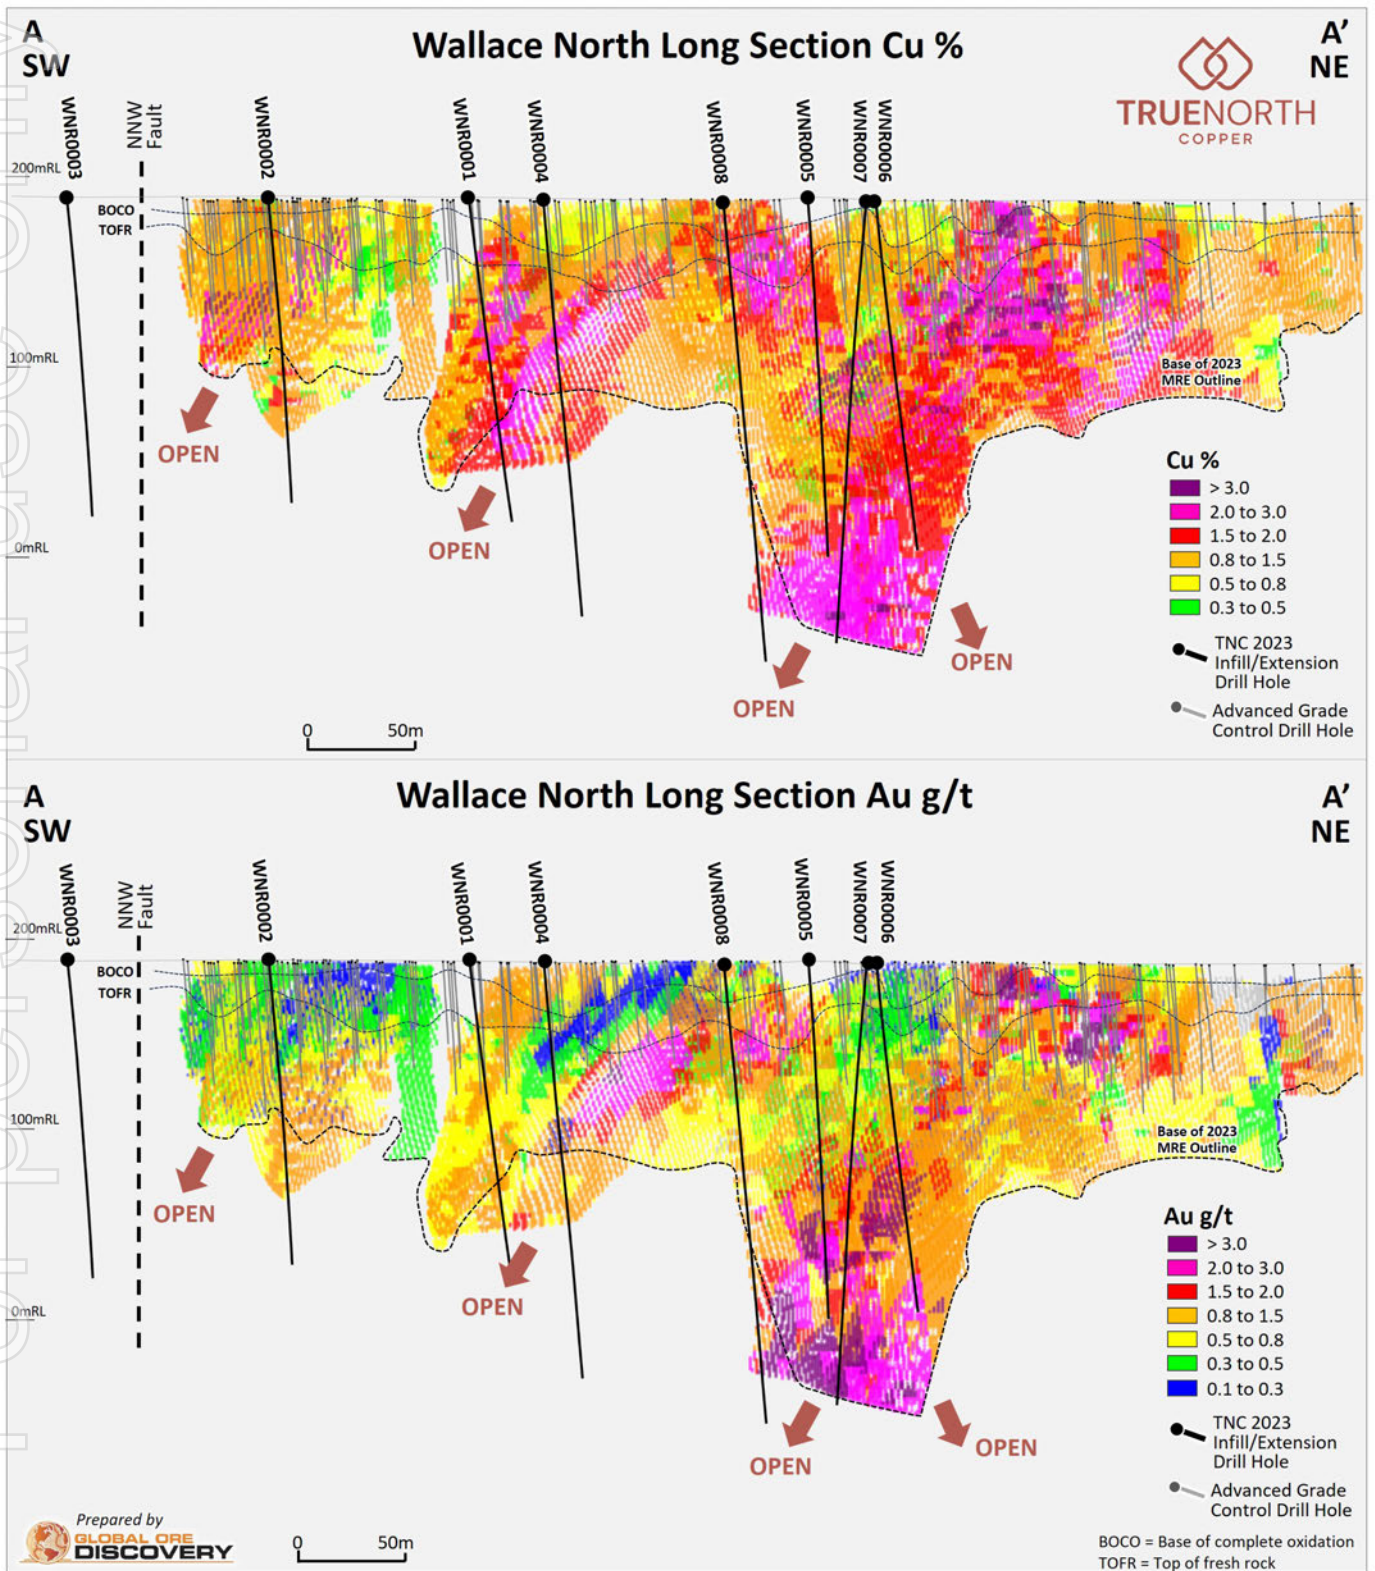 A
SW
Wallace North Long Section Cu %
A'
NE
TRUENORTH
COPPER
WNR0003
NNW
Fault
WNR0002
WNR0001
WNR0004
WNR0008
WNR0005
WNR0007
WNR0006
200mRL
BOCO
TOFR
100mRL
Base of 2023
MRE Outline
OPEN
OPEN
0mRL
OPEN
OPEN
Cu %
> 3.0
2.0 to 3.0
1.5 to 2.0
0.8 to 1.5
0.5 to 0.8
0.3 to 0.5
TNC 2023
Infill/Extension
Drill Hole
Advanced Grade
Control Drill Hole
0 50m
A
SW
Wallace North Long Section Au g/t
A'
NE
WNR0003
NNW
Fault
WNR0002
WNR0001
WNR0004
WNR0008
WNR0005
WNR0007
WNR0006
200mRL
BOCO
TOFR
100mRL
Base of 2023
MRE Outline
OPEN
OPEN
0mRL
OPEN
OPEN
Au g/t
> 3.0
2.0 to 3.0
1.5 to 2.0
0.8 to 1.5
0.5 to 0.8
0.3 to 0.5
0.1 to 0.3
TNC 2023
Infill/Extension
Drill Hole
Advanced Grade
Control Drill Hole
Prepared by
GLOBAL ORE
DISCOVERY
0 50m
BOCO = Base of complete oxidation
TOFR = Top of fresh rock